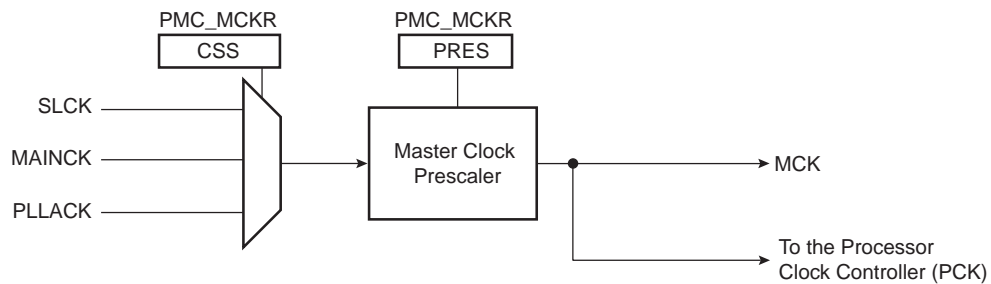 PMC_MCKR
PMC_MCKR
CSS
PRES
SLCK
MAINCK
PLLACK
Master Clock
Prescaler
MCK
To the Processor
Clock Controller (PCK)